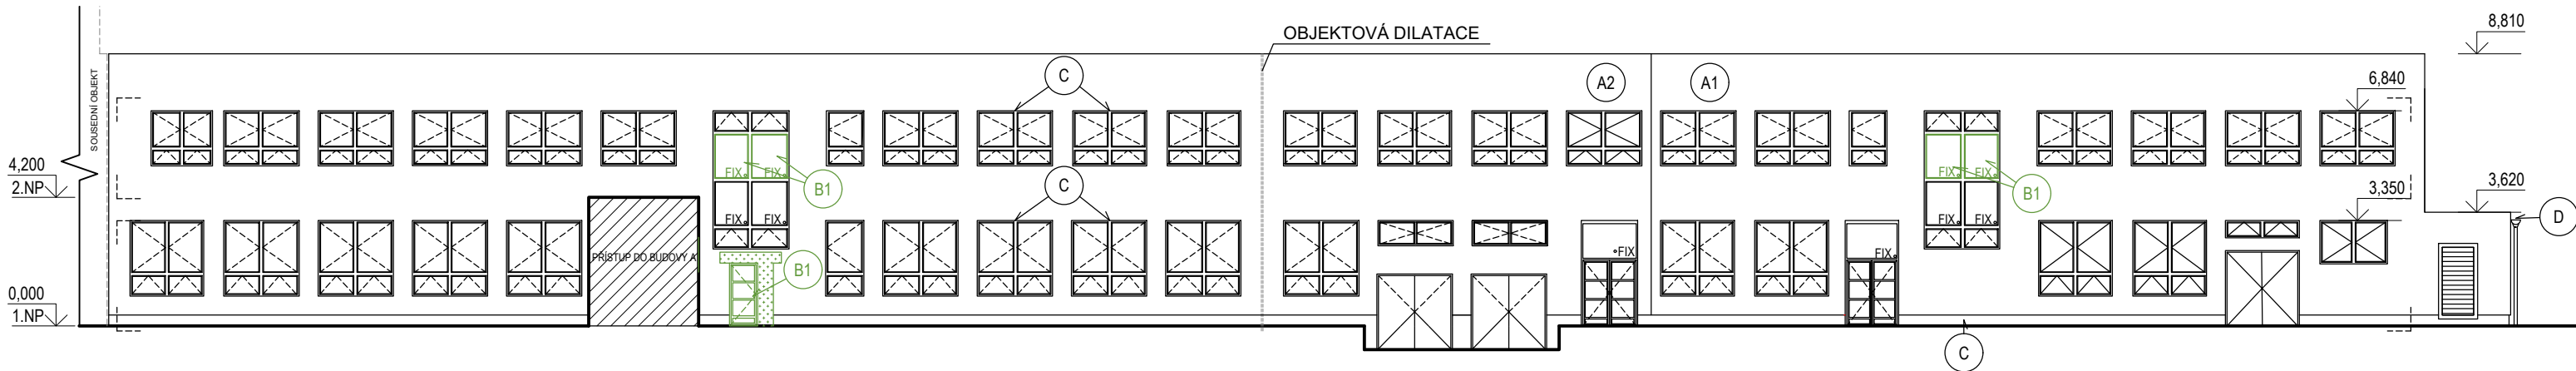 OBJEKTOVÁ DILATACE
8,810
SOUSEDNÍ OBJEKT
C
A2
A1
6,840
4,200
2.NP
FIX
FIX
B1
C
FIX
FIX
B1
3,350
3,620
FIX
FIX
FIX
FIX
D
PŘÍSTUP DO BUDOVY A
B1
FIX
FIX
0,000
1.NP
C